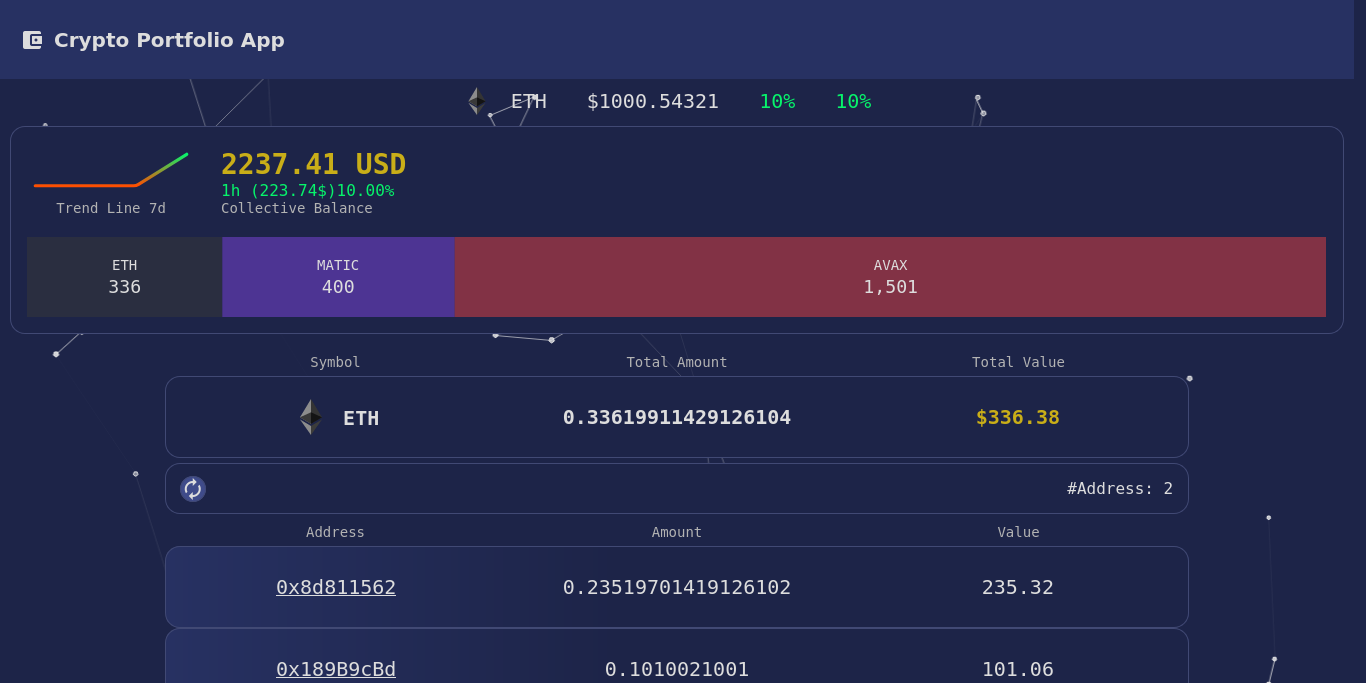 Crypto Portfolio App
ETH $1000.54321 10% 10%
2237.41 USD
1h (223.74$)10.00%
Trend Line 7d Collective Balance
ETH MATIC AVAX
336 400 1,501
Symbol Total Amount Total Value
ETH 0.33619911429126104 $336.38
#Address: 2
Address Amount Value
0x8d811562 0.23519701419126102 235.32
0x189B9cBd 0.1010021001 101.06